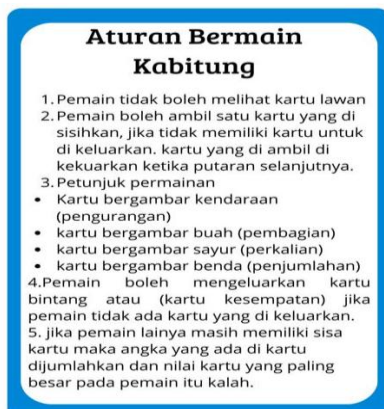 Aturan Bermain
Kabitung
1. Pemain tidak boleh melihat kartu lawan
2. Pemain boleh ambil satu kartu yang di
sisihkan, jika tidak memiliki kartu untuk
di keluarkan. kartu yang di ambil di
kekuarkan ketika putaran selanjutnya.
3. Petunjuk permainan
• Kartu bergambar kendaraan
(pengurangan)
• kartu bergambar buah (pembagian)
• kartu bergambar sayur (perkalian)
• kartu bergambar benda (penjumlahan)
4.Pemain boleh mengeluarkan kartu
bintang atau (kartu kesempatan) jika
pemain tidak ada kartu yang di keluarkan.
5. jika pemain lainya masih memiliki sisa
kartu maka angka yang ada di kartu
dijumlahkan dan nilai kartu yang paling
besar pada pemain itu kalah.